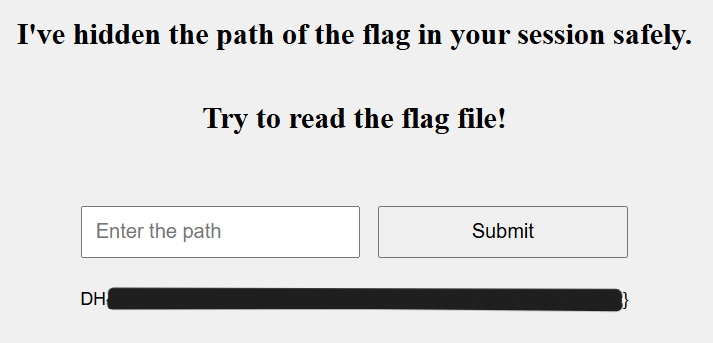 I've hidden the path of the flag in your session safely.
Try to read the flag file!
Enter the path
Submit
DH }